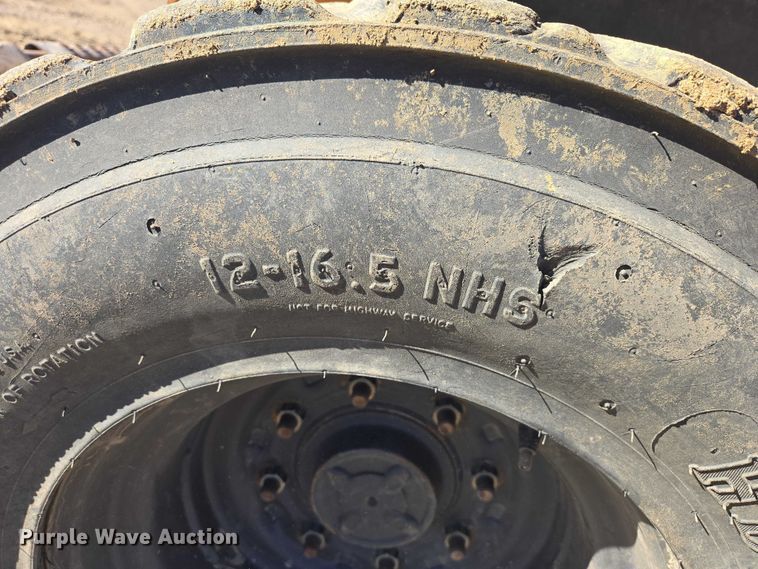 12-16.5 NHS
NOT FOR HIGHWAY SERVICE
OF ROTATION
Purple Wave Auction®